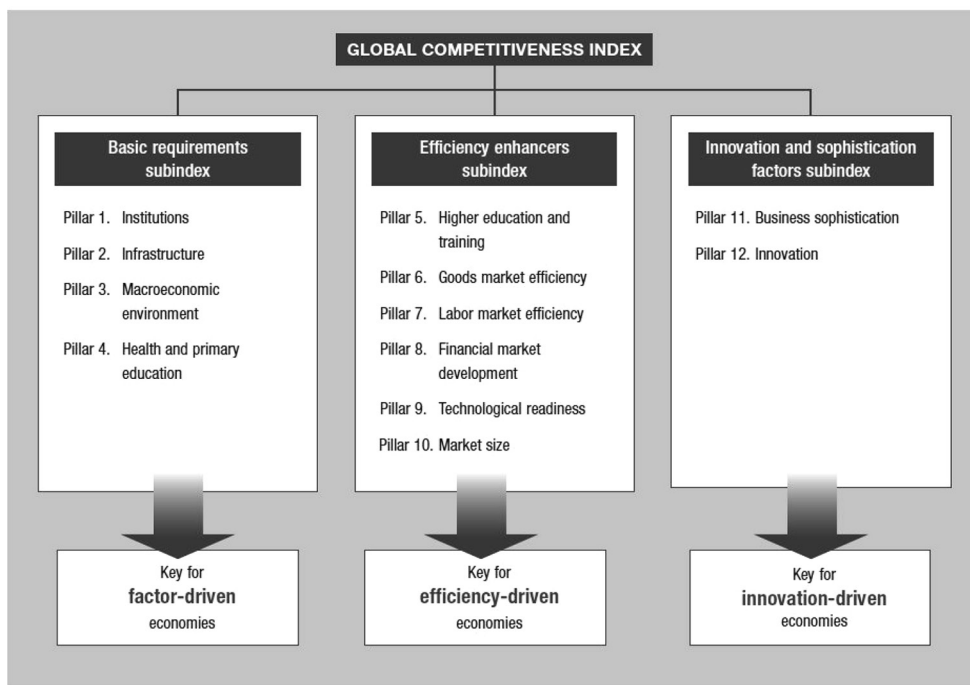 GLOBAL COMPETITIVENESS INDEX
Basic requirements
subindex
Pillar 1. Institutions
Pillar 2. Infrastructure
Pillar 3. Macroeconomic
environment
Pillar 4. Health and primary
education
Key for
factor-driven
economies
Efficiency enhancers
subindex
Pillar 5. Higher education and
training
Pillar 6. Goods market efficiency
Pillar 7. Labor market efficiency
Pillar 8. Financial market
development
Pillar 9. Technological readiness
Pillar 10. Market size
Key for
efficiency-driven
economies
Innovation and sophistication
factors subindex
Pillar 11. Business sophistication
Pillar 12. Innovation
Key for
innovation-driven
economies